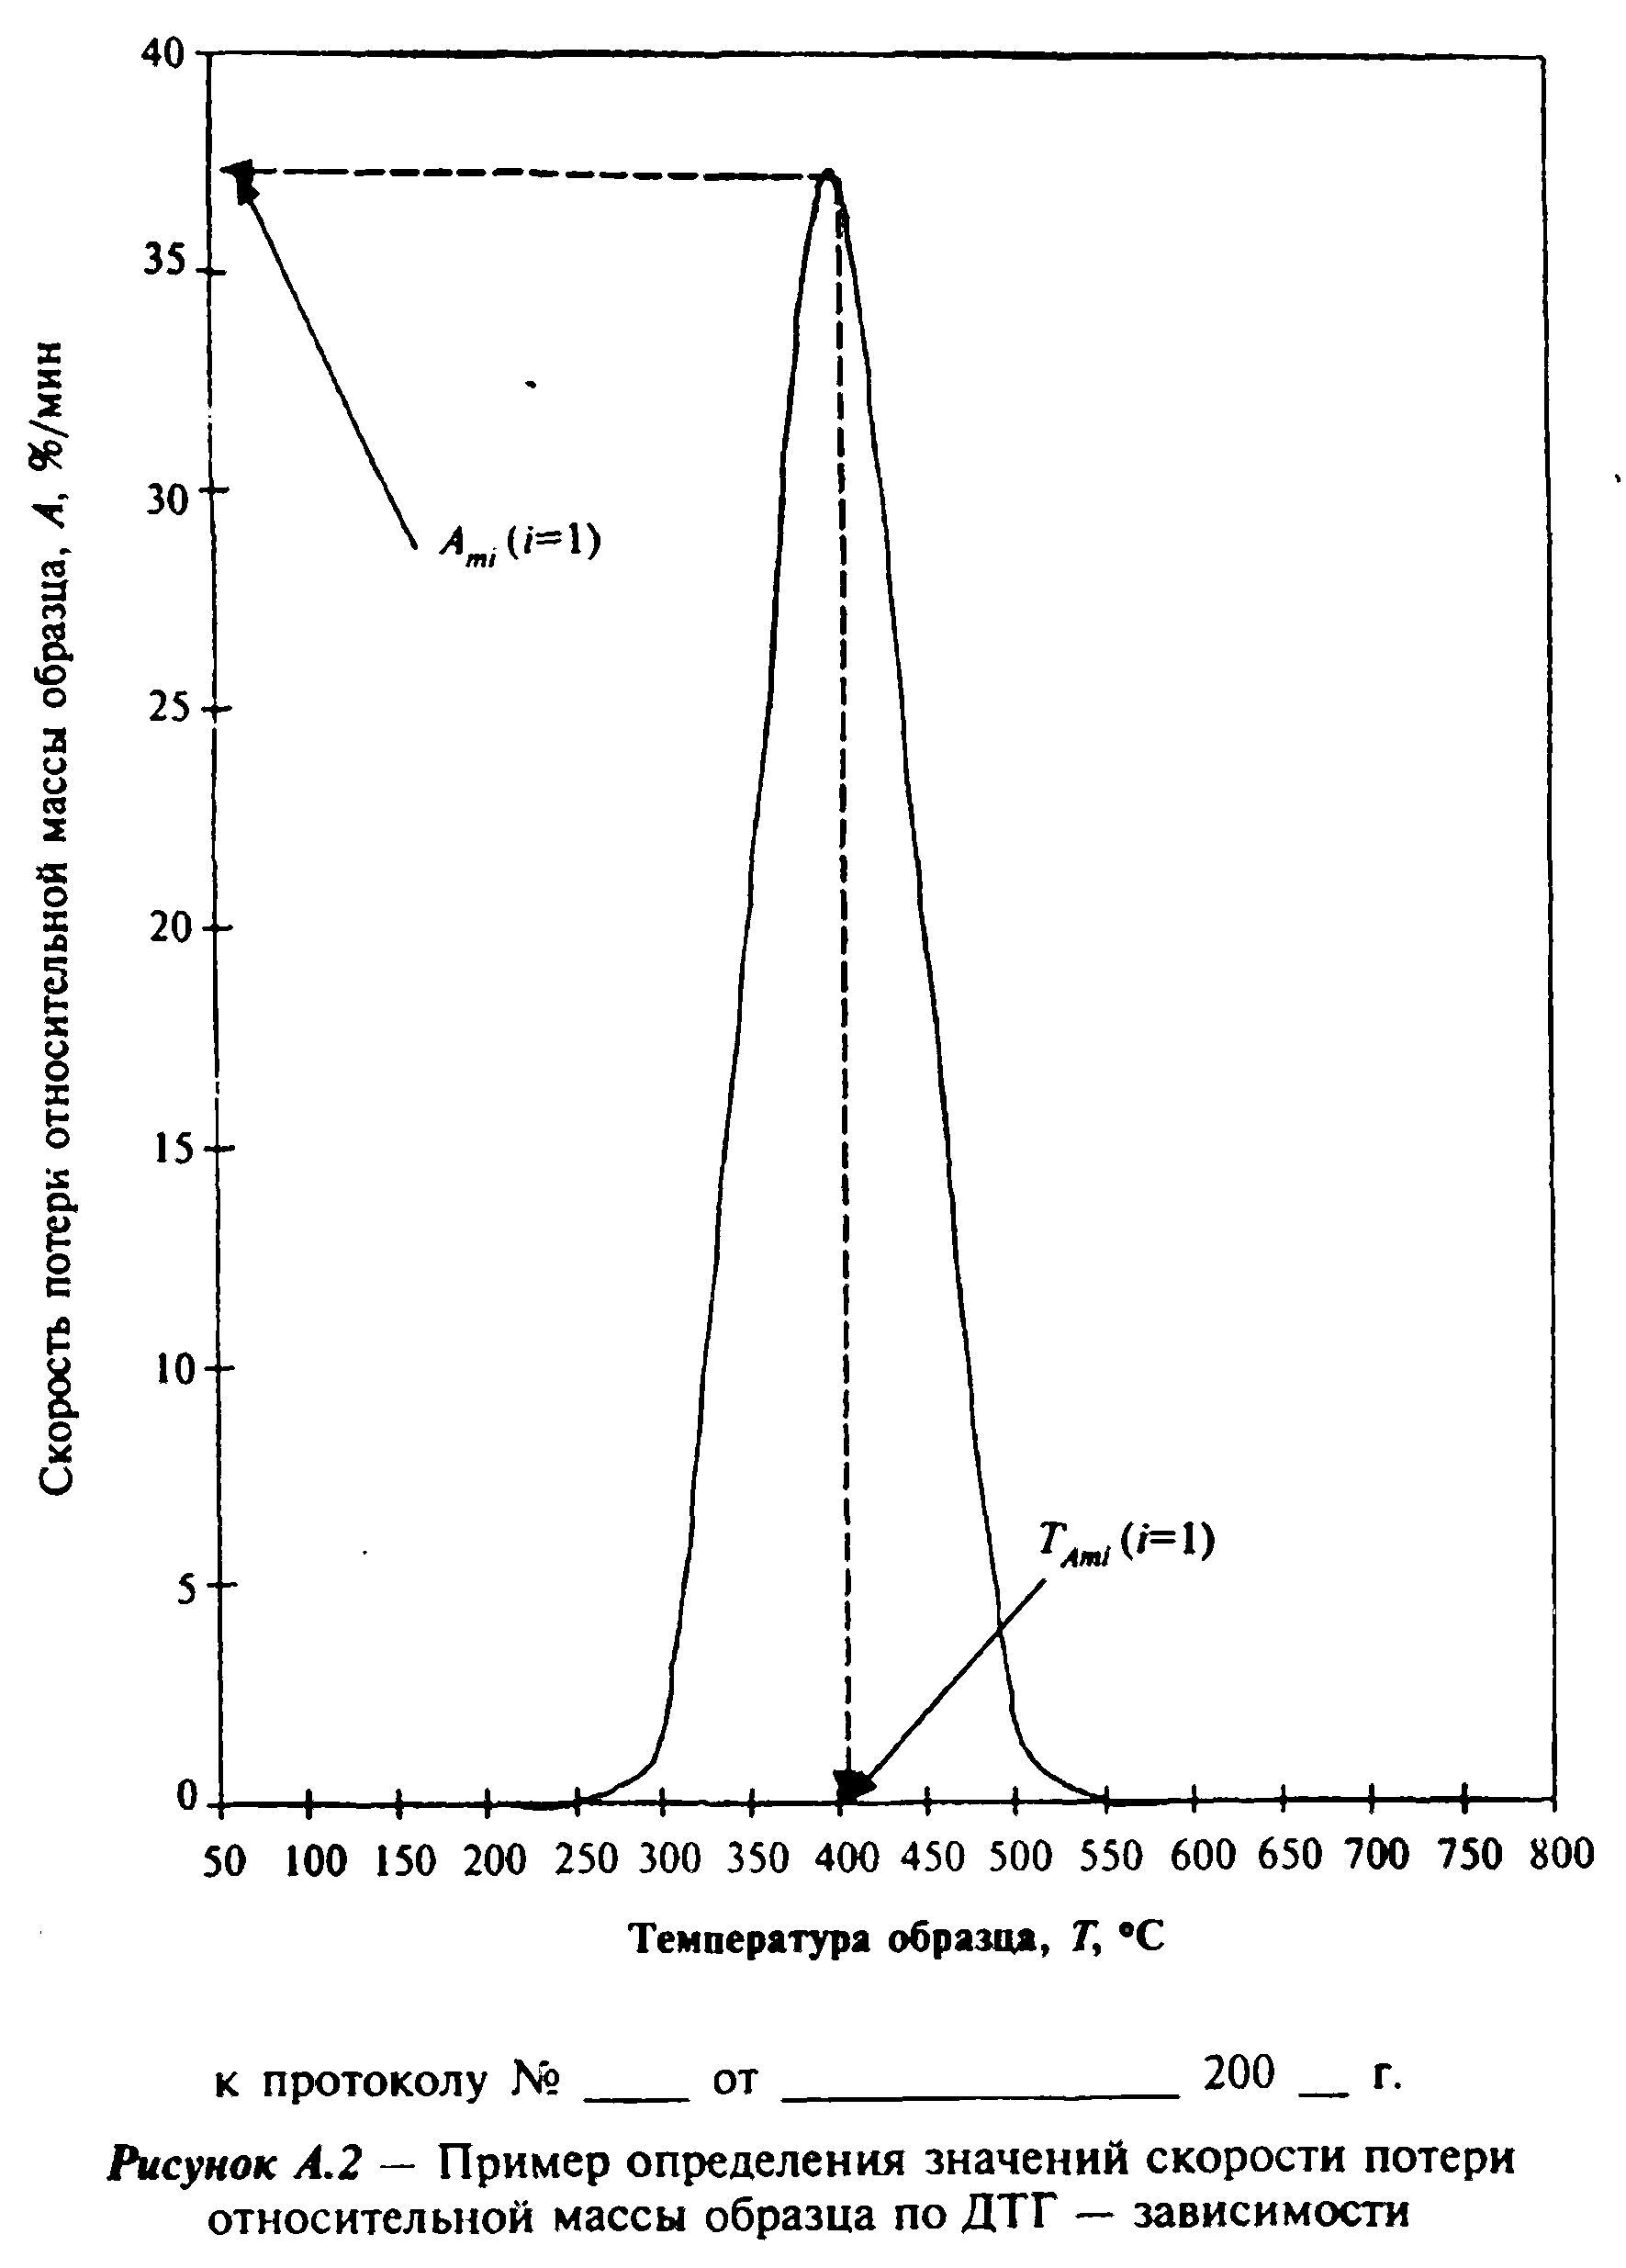 Скорость потери относительной массы образца, A, %/мин
40
35
30
25
20
15
10
5
0
A_mi (i=1)
T_Ami (i=1)
50 100 150 200 250 300 350 400 450 500 550 600 650 700 750 800
Температура образца, T, °С
к протоколу № ____ от ________________ 200 __ г.
Рисунок А.2 — Пример определения значений скорости потери
относительной массы образца по ДТГ — зависимости